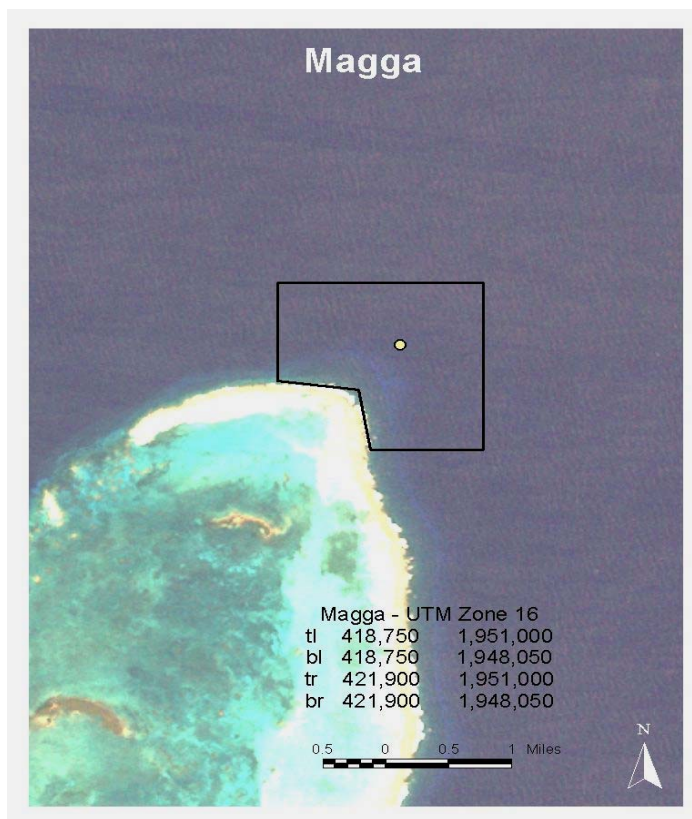 Magga
Magga - UTM Zone 16
tl 418,750 1,951,000
bl 418,750 1,948,050
tr 421,900 1,951,000
br 421,900 1,948,050
0.5 0 0.5 1 Miles
N